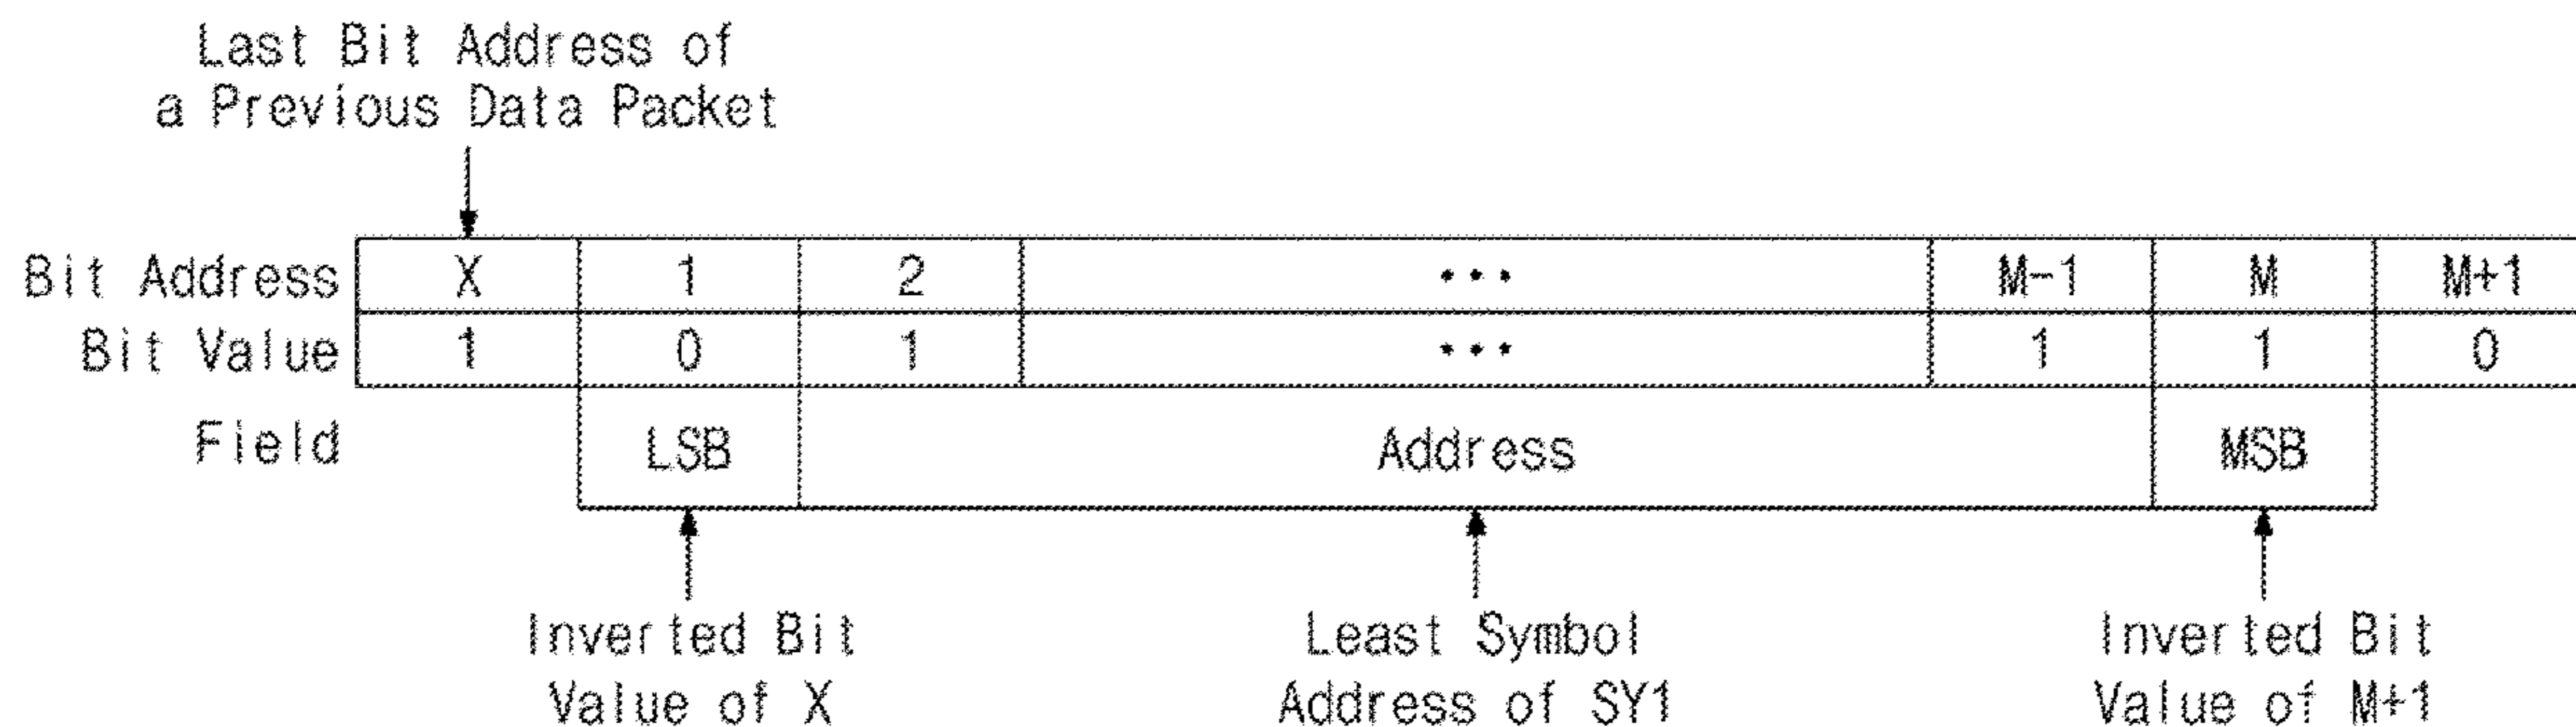 Last Bit Address of
a Previous Data Packet
Bit Address X 1 2 ••• M-1 M M+1
Bit Value 1 0 1 ••• 1 1 0
Field LSB Address MSB
Inverted Bit Least Symbol Inverted Bit
Value of X Address of SY1 Value of M+1